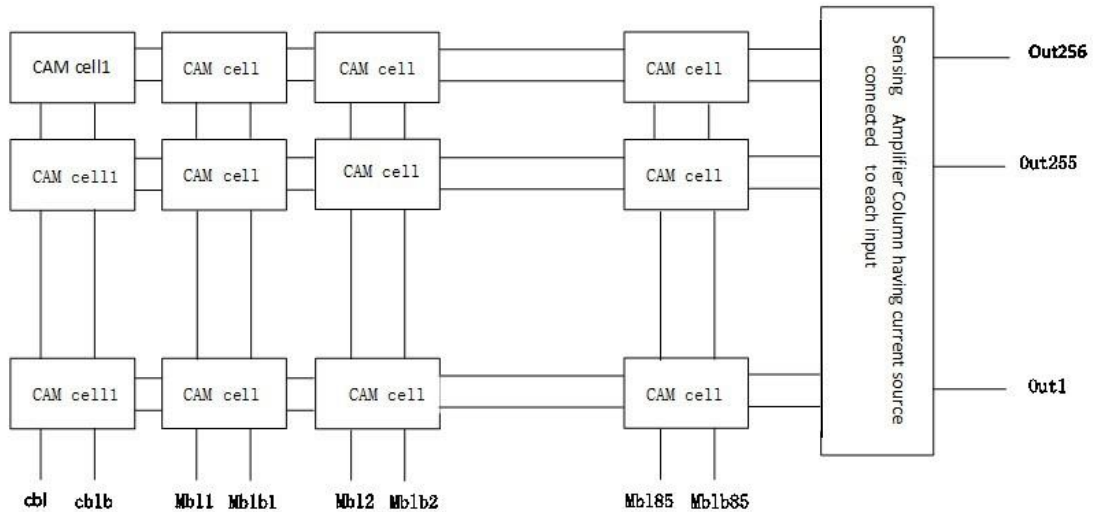 CAM cell1 CAM cell CAM cell CAM cell Out256
CAM cell1 CAM cell CAM cell CAM cell Out255
Sensing Amplifier Column having current source
connected to each input
CAM cell1 CAM cell CAM cell CAM cell Out1
cbl cblb Mbl1 Mblb1 Mbl2 Mblb2 Mbl85 Mblb85